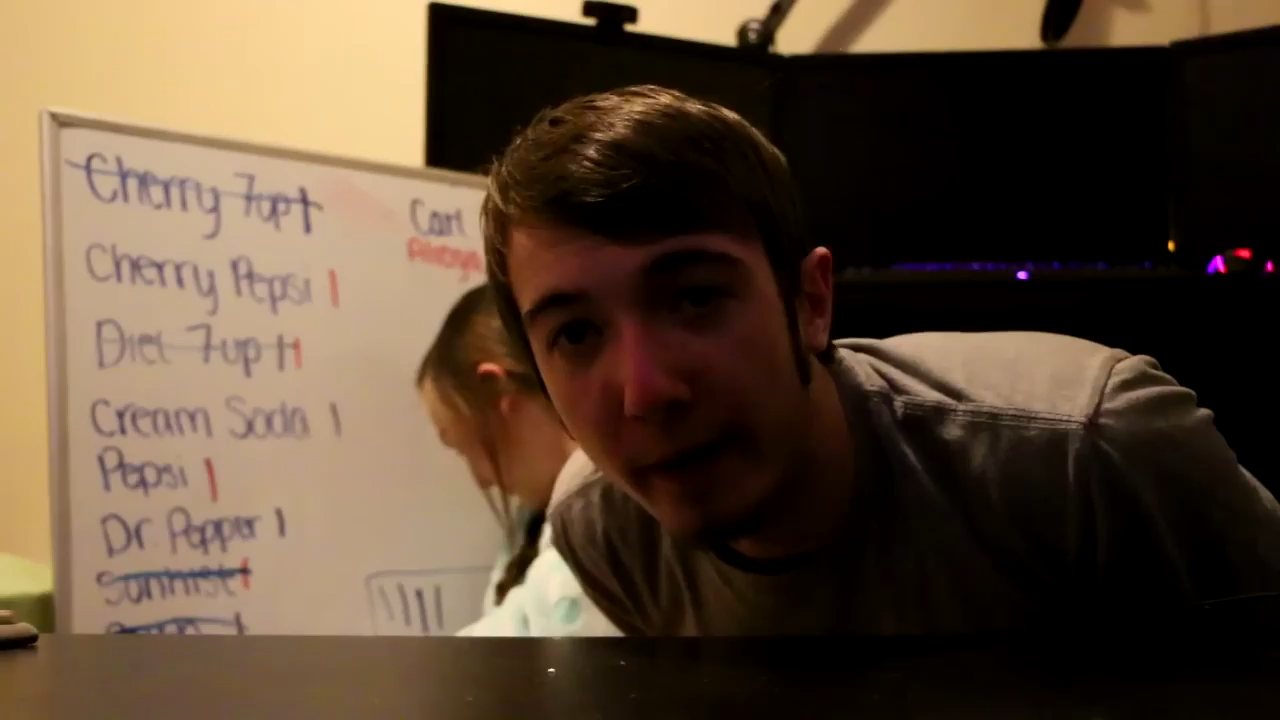 Cherry 7up 1
Cherry Pepsi 1
Diet 7up 11
Cream Soda 1
Pepsi 1
Dr. Pepper 1
Sunkist 1
Carl